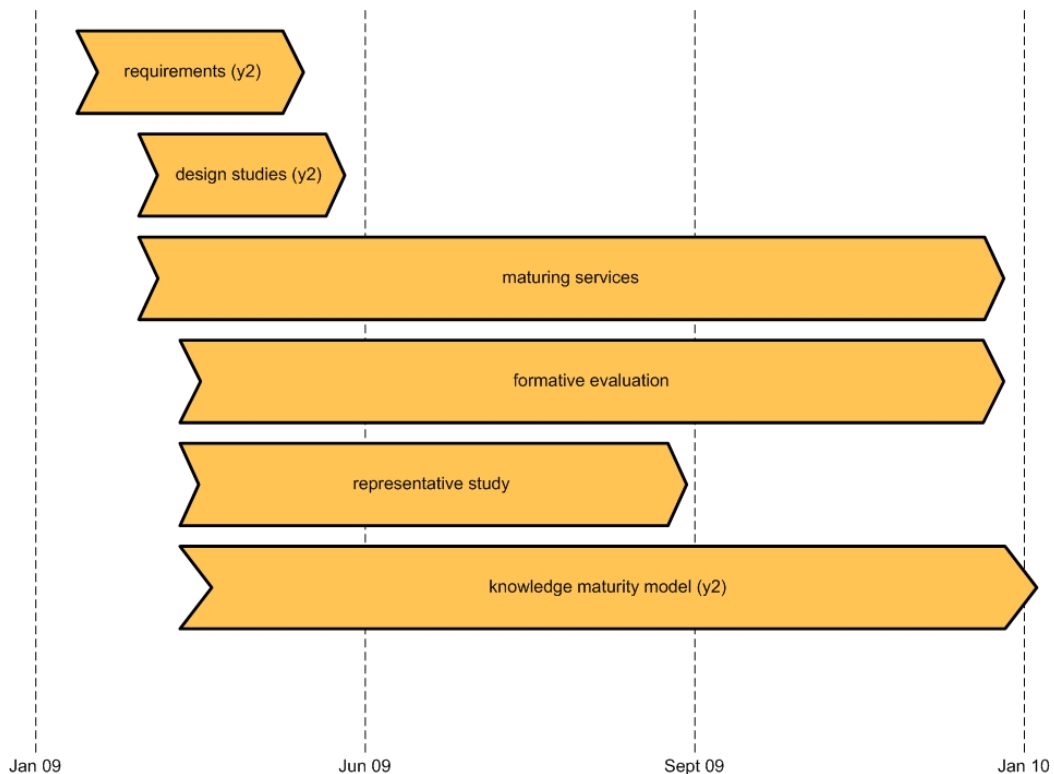 requirements (y2)
design studies (y2)
maturing services
formative evaluation
representative study
knowledge maturity model (y2)
Jan 09 Jun 09 Sept 09 Jan 10